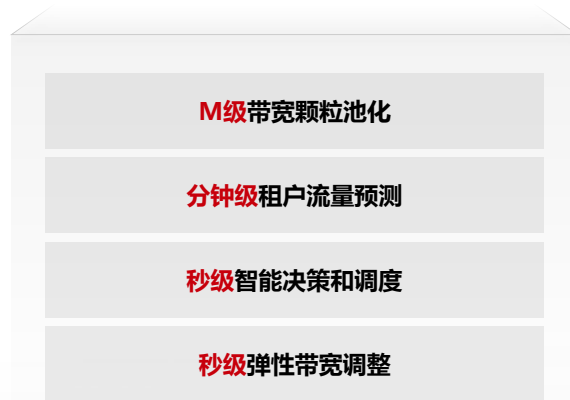 M级带宽颗粒池化
分钟级租户流量预测
秒级智能决策和调度
秒级弹性带宽调整